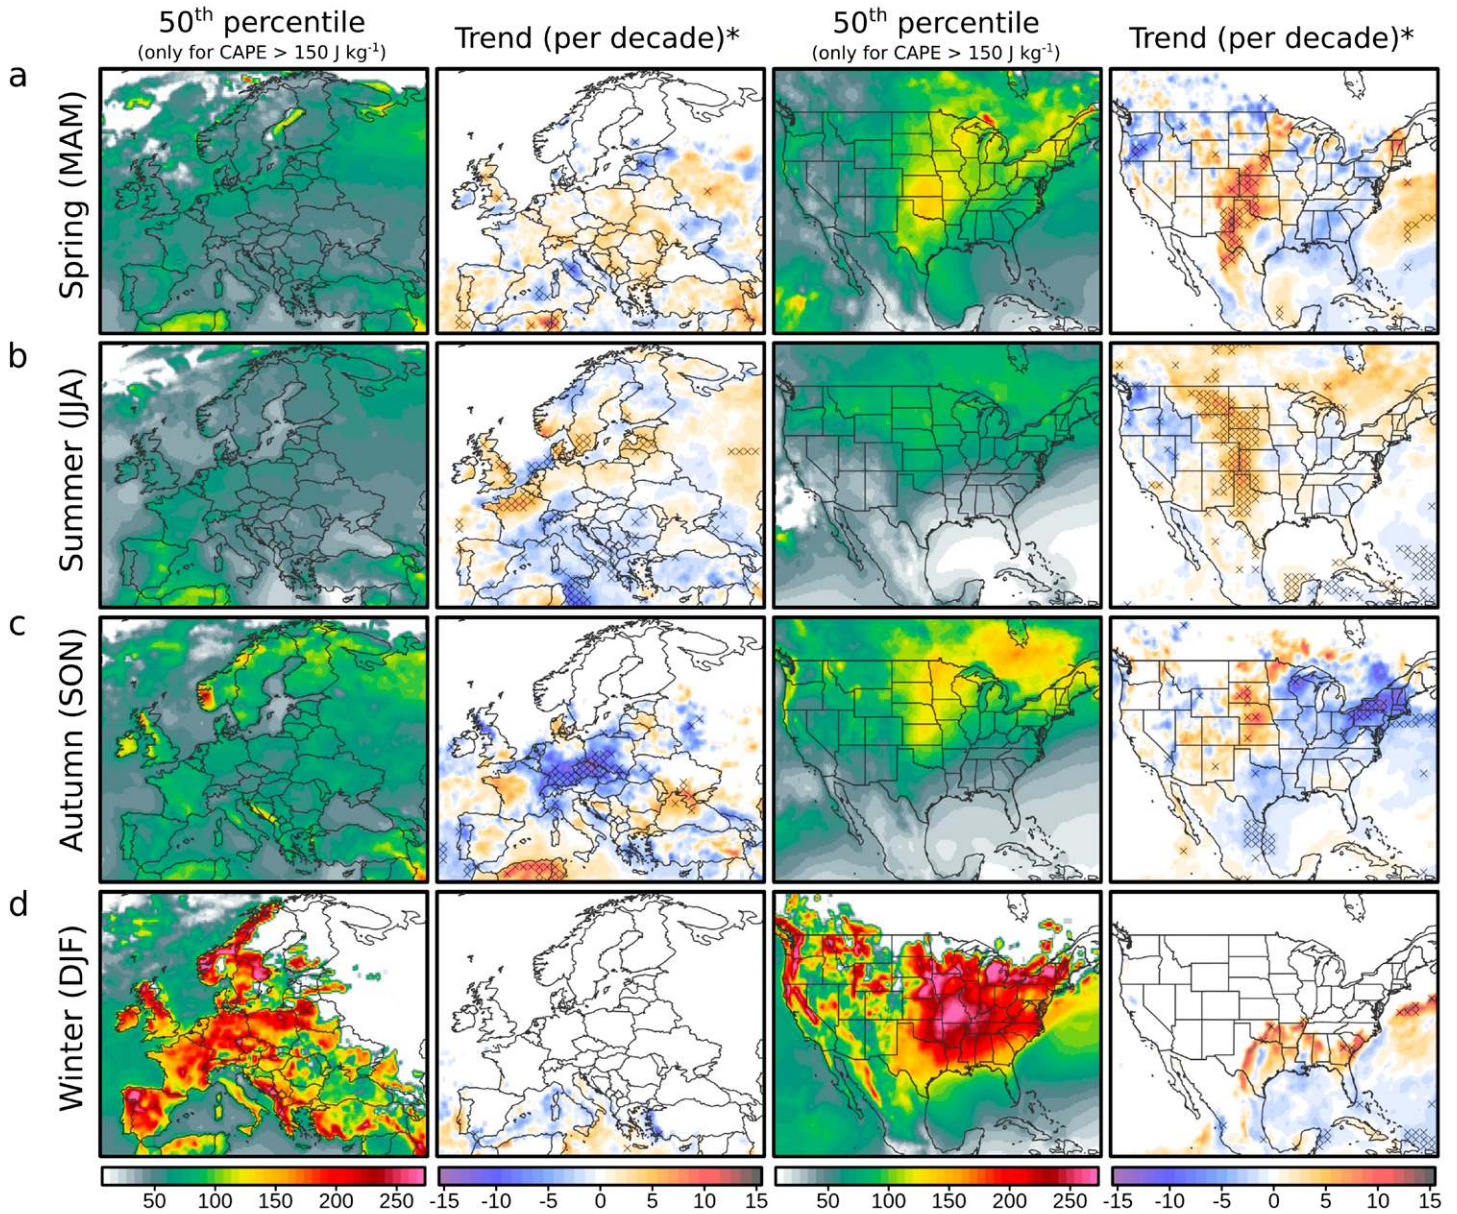 50th percentile
(only for CAPE > 150 J kg-1)
Trend (per decade)*
50th percentile
(only for CAPE > 150 J kg-1)
Trend (per decade)*
a
Spring (MAM)
b
Summer (JJA)
c
Autumn (SON)
d
Winter (DJF)
50 100 150 200 250
-15 -10 -5 0 5 10 15
50 100 150 200 250
-15 -10 -5 0 5 10 15